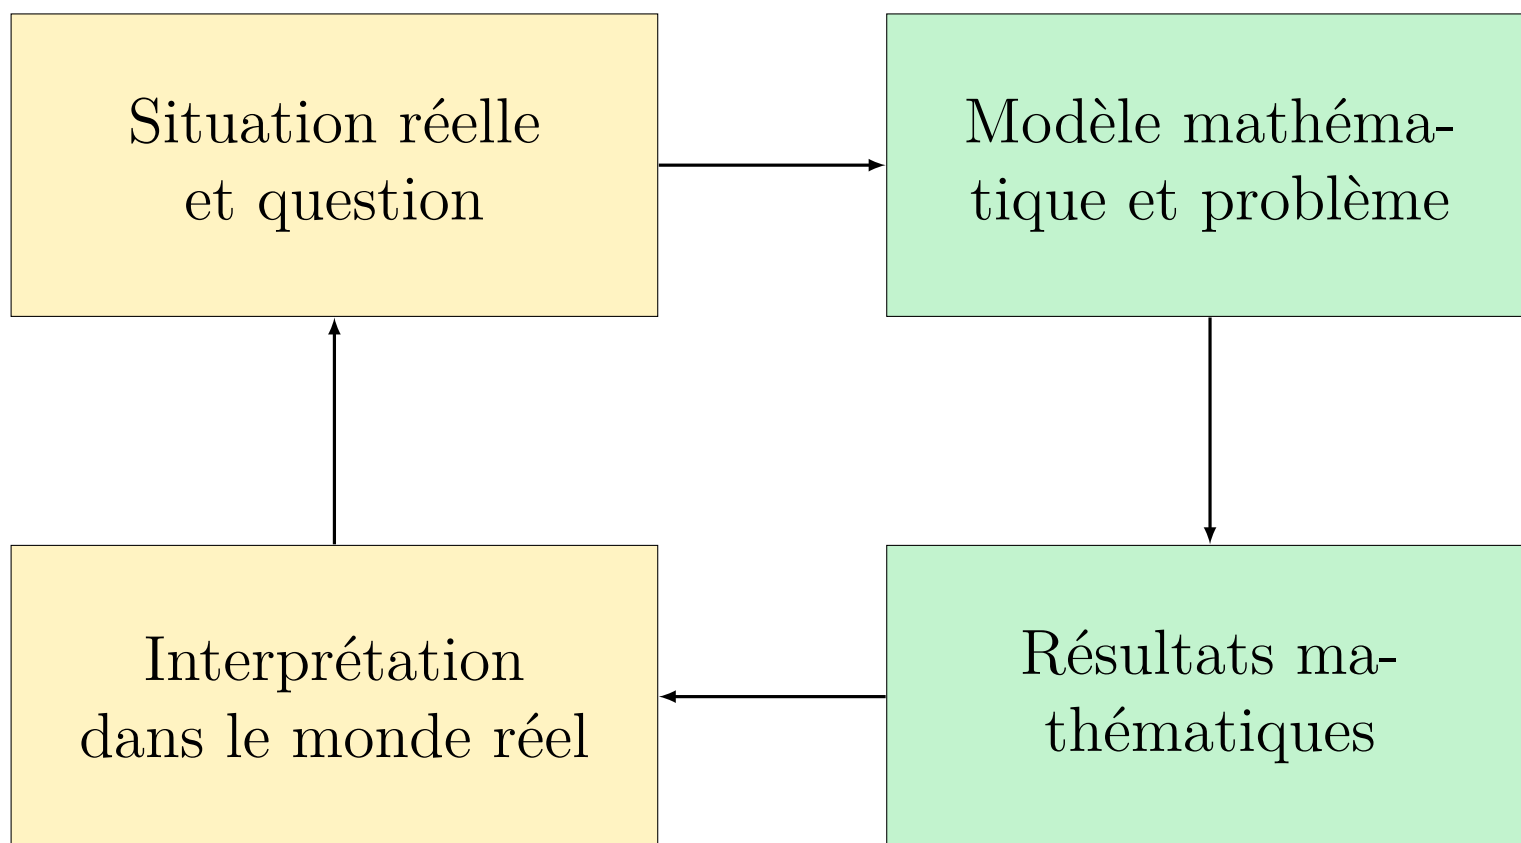 Situation réelle
et question
Modèle mathéma-
tique et problème
Interprétation
dans le monde réel
Résultats ma-
thématiques